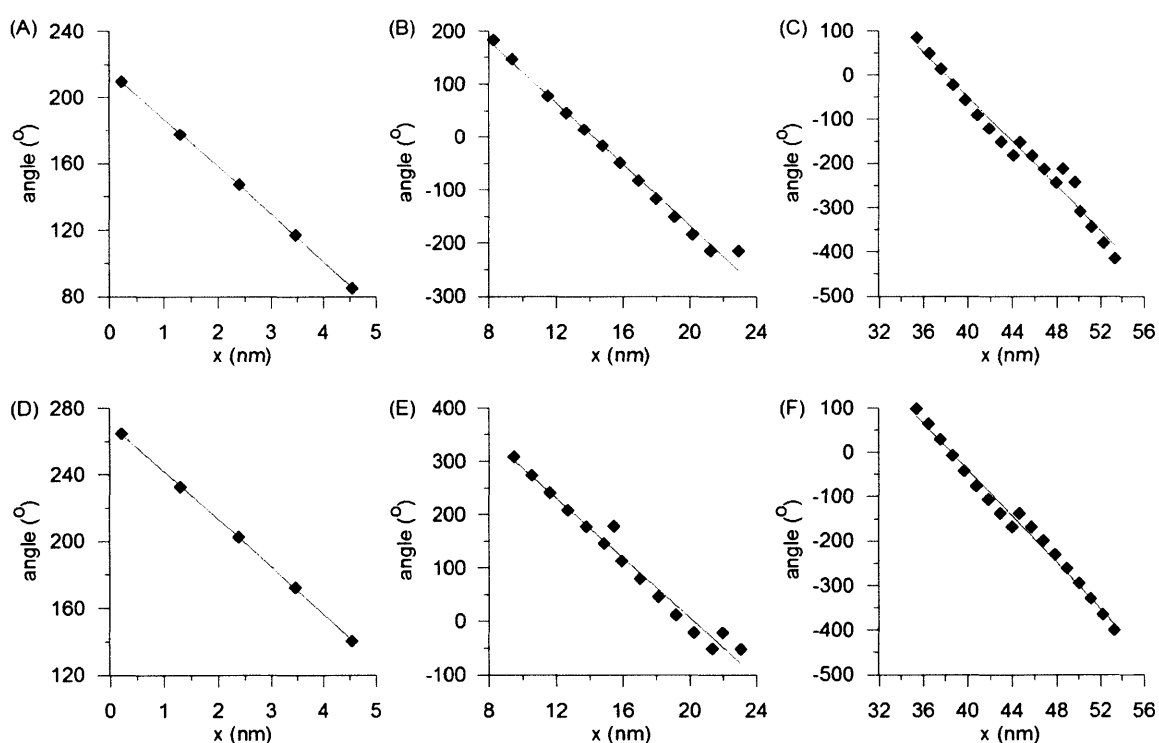 (A)
240
200
160
120
80
angle (°)
0 1 2 3 4 5
x (nm)
(B)
200
100
0
-100
-200
-300
angle (°)
8 12 16 20 24
x (nm)
(C)
100
0
-100
-200
-300
-400
-500
angle (°)
32 36 40 44 48 52 56
x (nm)
(D)
280
240
200
160
120
angle (°)
0 1 2 3 4 5
x (nm)
(E)
400
300
200
100
0
-100
angle (°)
8 12 16 20 24
x (nm)
(F)
100
0
-100
-200
-300
-400
-500
angle (°)
32 36 40 44 48 52 56
x (nm)